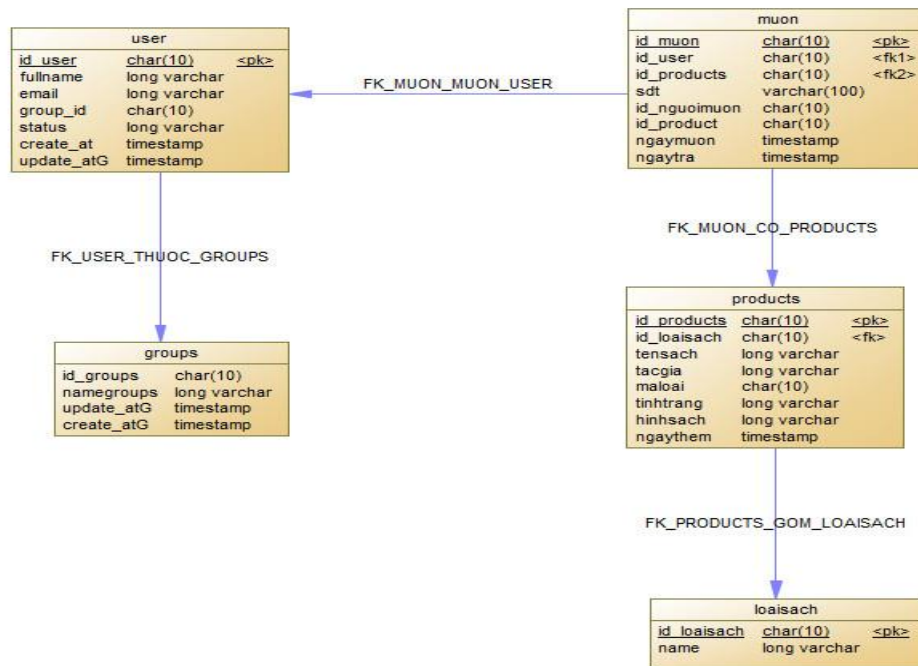 user
id_user char(10) <pk>
fullname long varchar
email long varchar
group_id char(10)
status long varchar
create_at timestamp
update_atG timestamp
FK_MUON_MUON_USER
muon
id_muon char(10) <pk>
id_user char(10) <fk1>
id_products char(10) <fk2>
sdt varchar(100)
id_nguoimuon char(10)
id_product char(10)
ngaymuon timestamp
ngaytra timestamp
FK_USER_THUOC_GROUPS
FK_MUON_CO_PRODUCTS
groups
id_groups char(10)
namegroups long varchar
update_atG timestamp
create_atG timestamp
products
id_products char(10) <pk>
id_loaisach char(10) <fk>
tensach long varchar
tacgia long varchar
maloai char(10)
tinhtrang long varchar
hinhsach long varchar
ngaythem timestamp
FK_PRODUCTS_GOM_LOAISACH
loaisach
id_loaisach char(10) <pk>
name long varchar